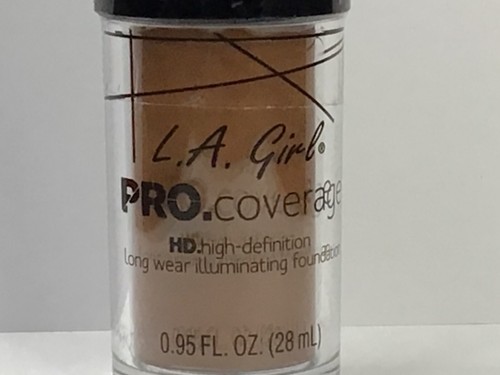 L.A. Girl®
PRO.coverage
HD.high-definition
long wear illuminating foundation
0.95 FL. OZ. (28 mL)